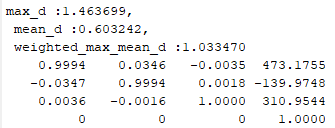 max_d :1.463699,
mean_d :0.603242,
weighted_max_mean_d :1.033470
0.9994 0.0346 -0.0035 473.1755
-0.0347 0.9994 0.0018 -139.9748
0.0036 -0.0016 1.0000 310.9544
0 0 0 1.0000